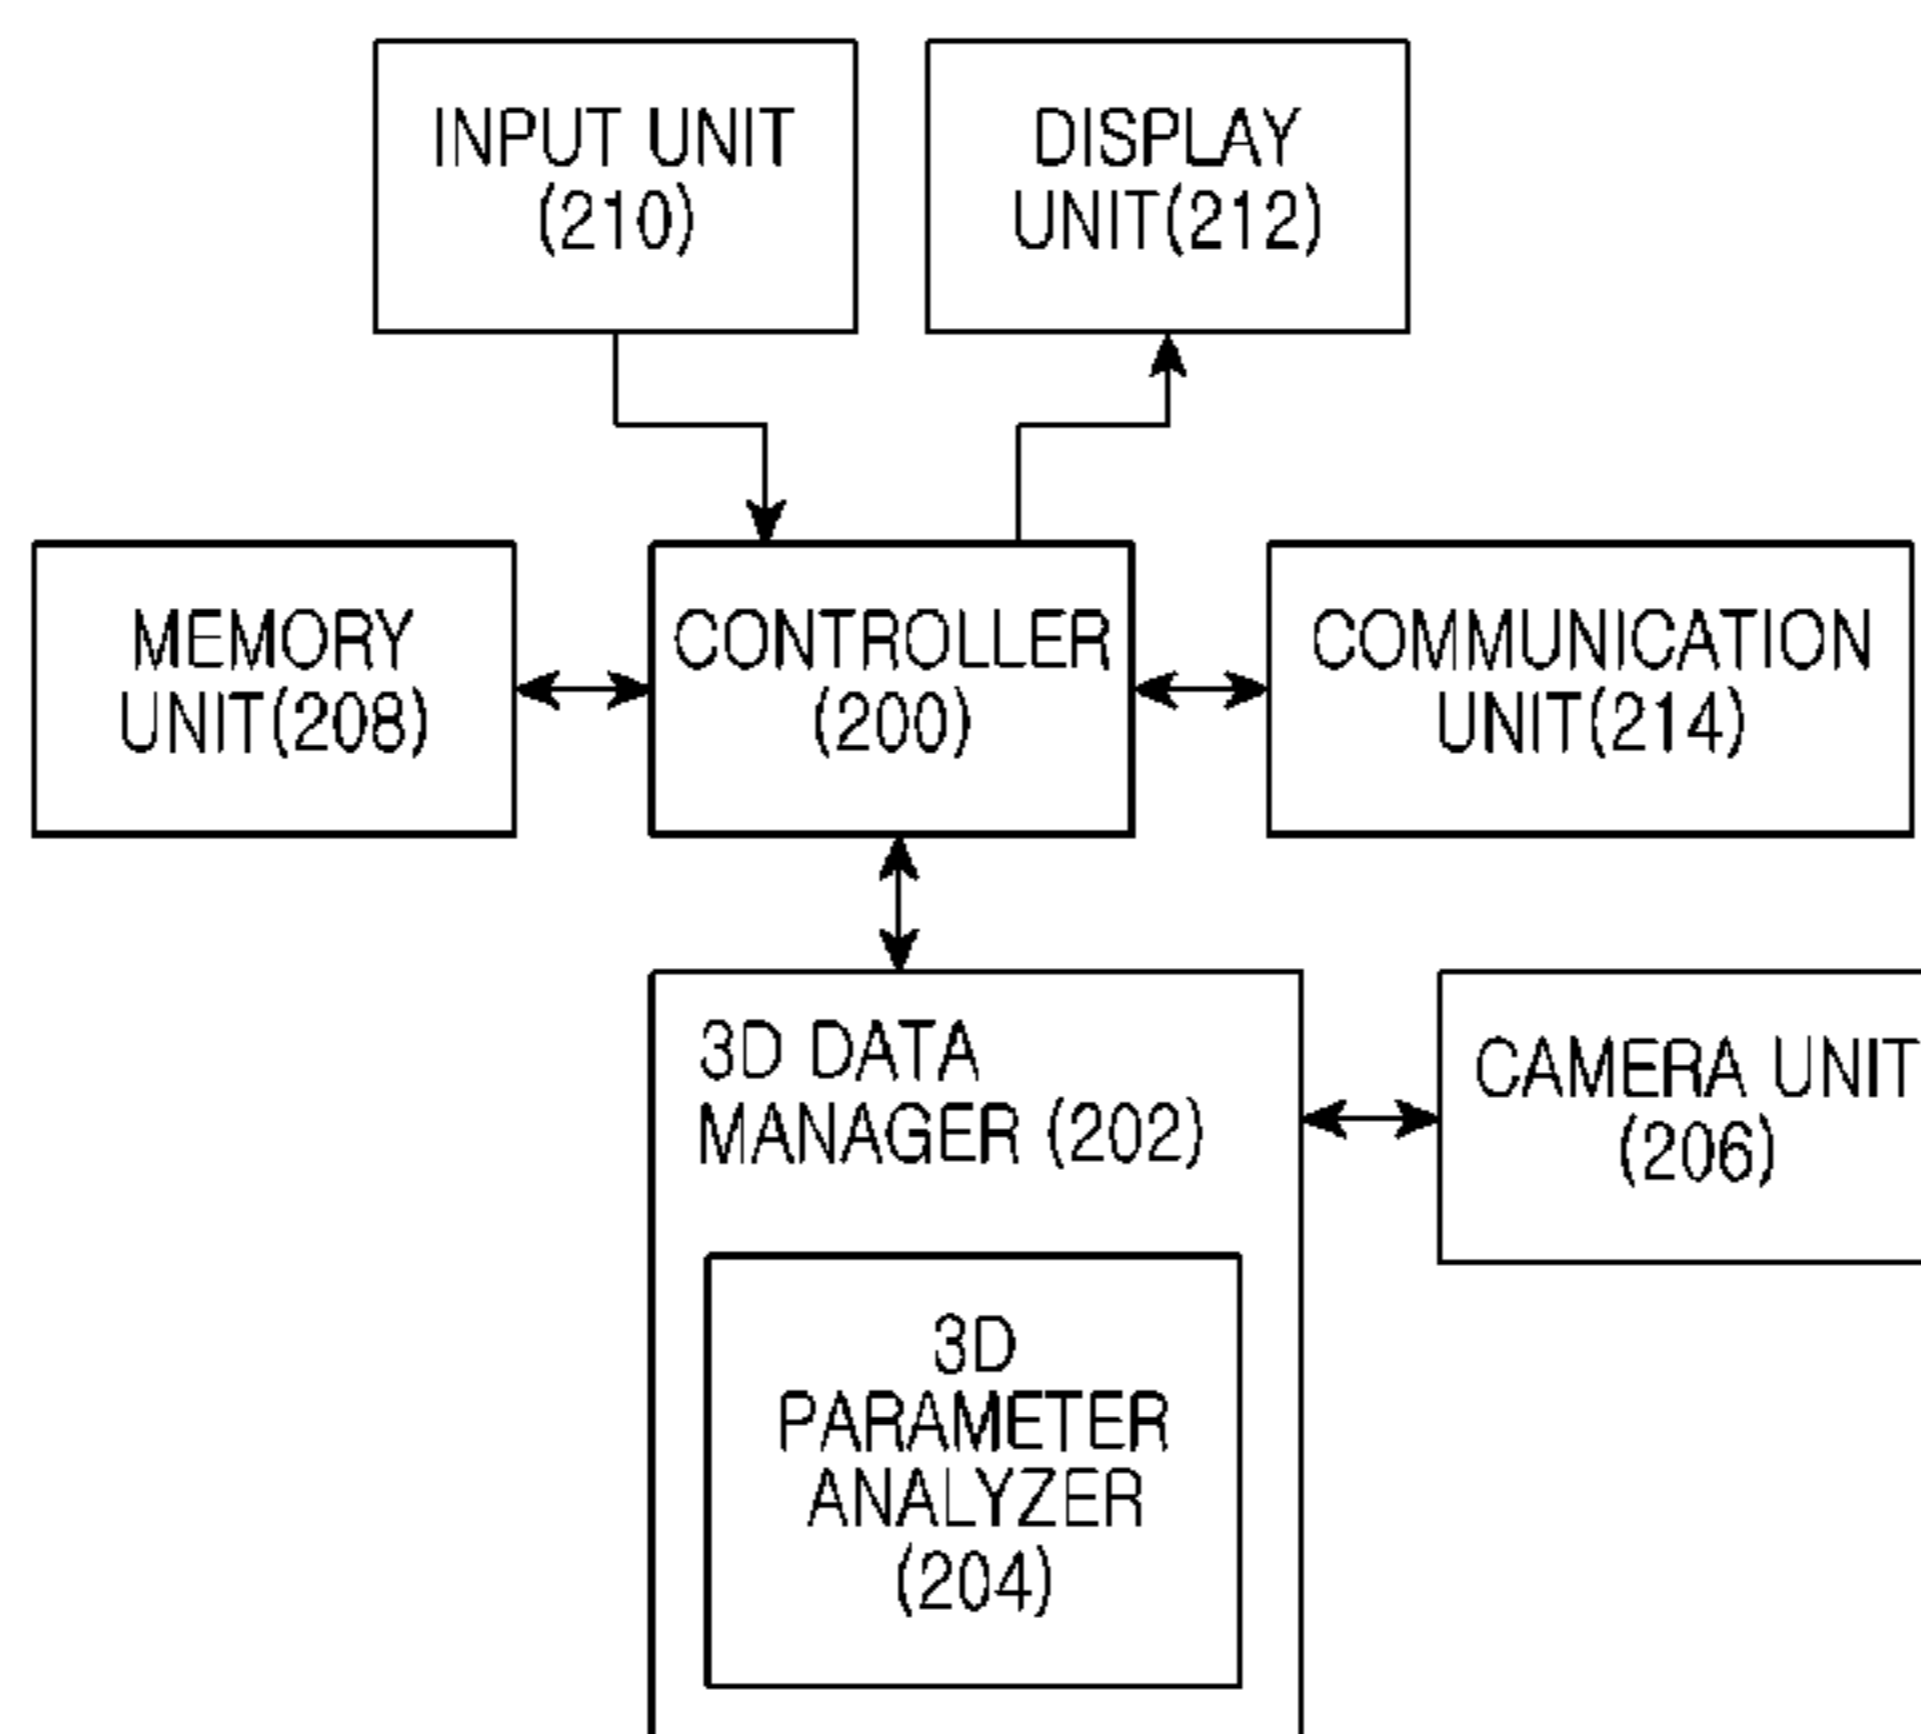 INPUT UNIT
(210)
DISPLAY
UNIT(212)
MEMORY
UNIT(208)
CONTROLLER
(200)
COMMUNICATION
UNIT(214)
3D DATA
MANAGER (202)
CAMERA UNIT
(206)
3D
PARAMETER
ANALYZER
(204)